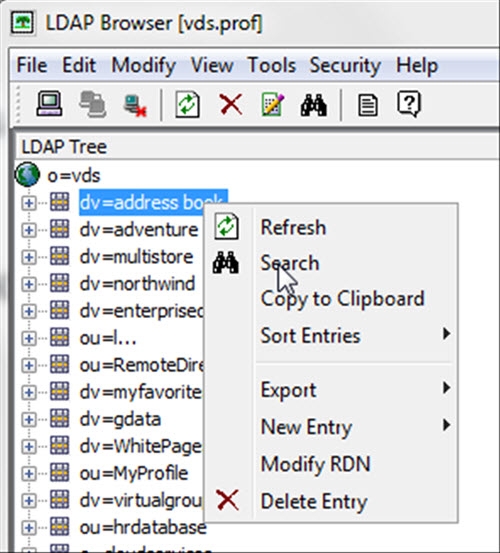 LDAP Browser [vds.prof]
File Edit Modify View Tools Security Help
LDAP Tree
o=vds
dv=address book
dv=adventure
dv=multistore
dv=northwind
dv=enterprised
ou=l...
ou=RemoteDire
dv=myfavorite
dv=gdata
dv=WhitePage
ou=MyProfile
dv=virtualgrou
ou=hrdatabase
Refresh
Search
Copy to Clipboard
Sort Entries
Export
New Entry
Modify RDN
Delete Entry